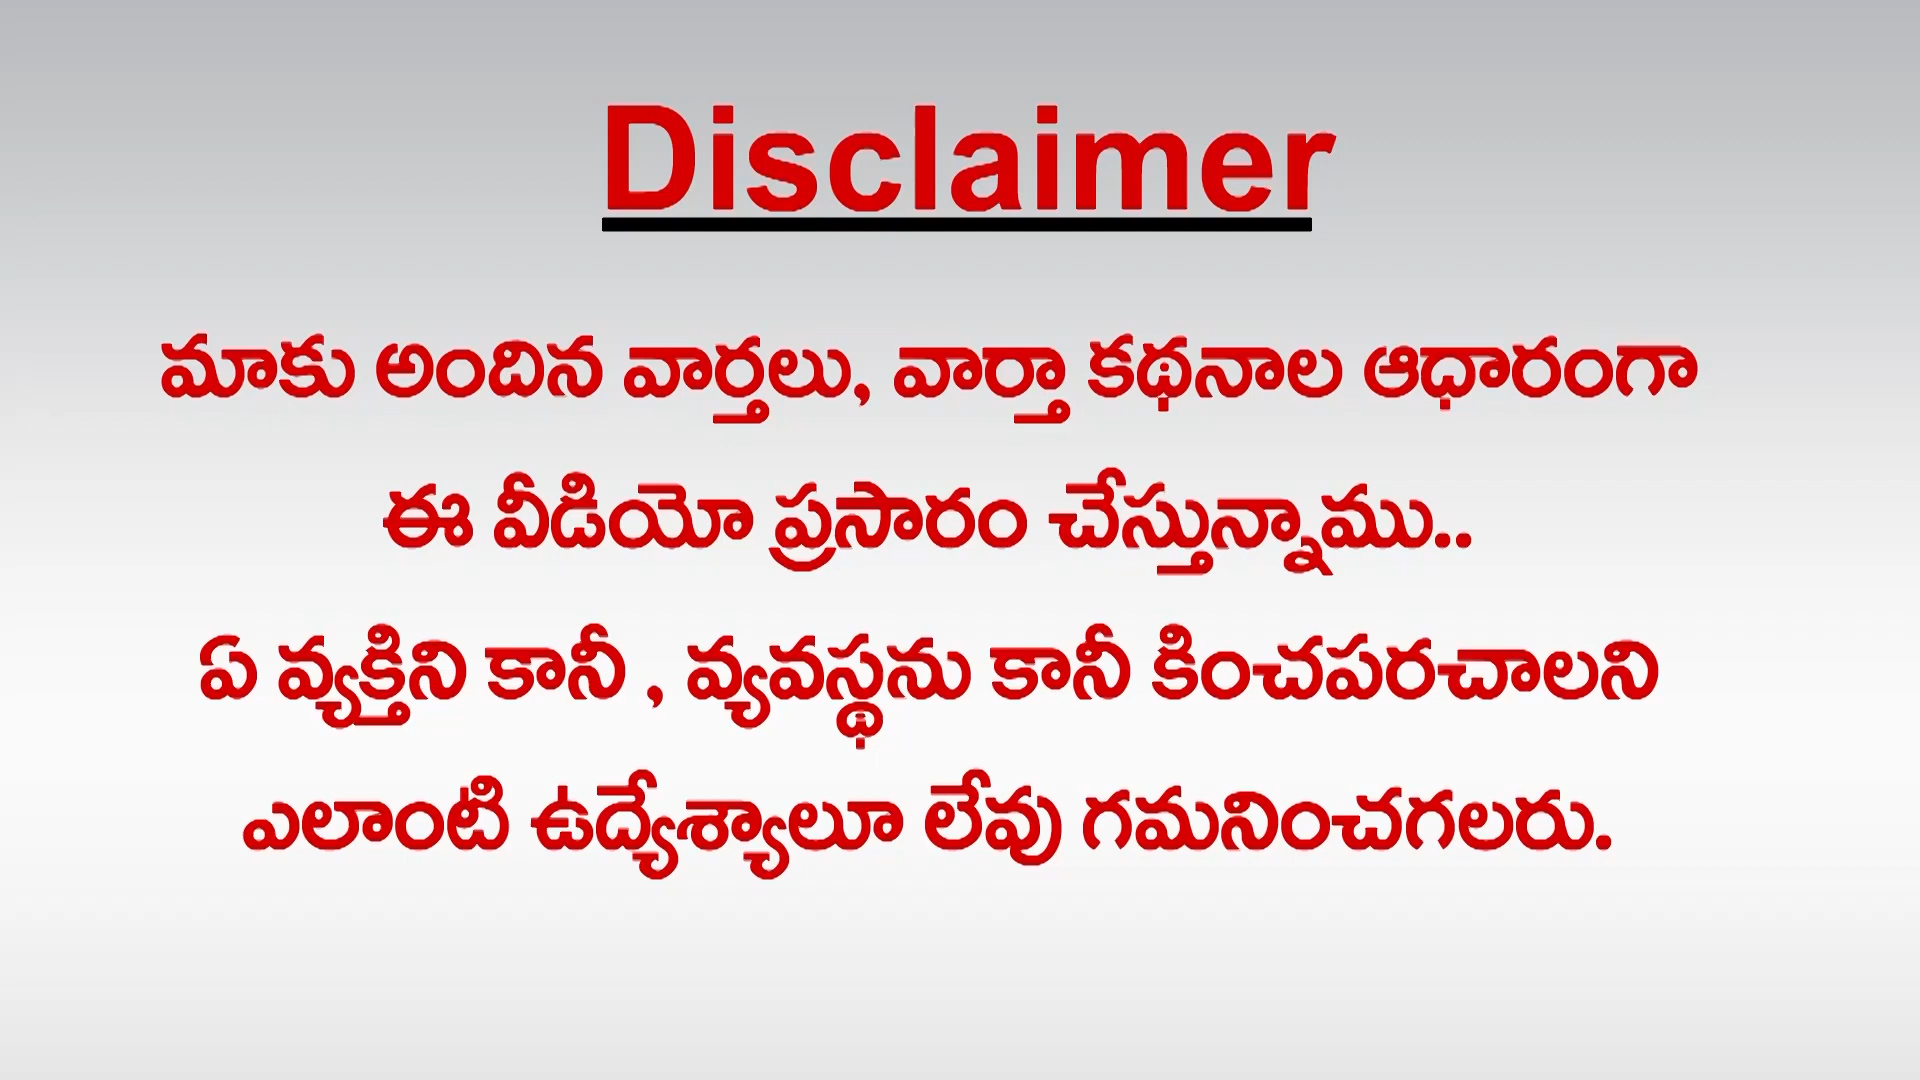 Disclaimer
మాకు అందిన వార్తలు, వార్తా కథనాల ఆధారంగా
ఈ వీడియో ప్రసారం చేస్తున్నాము..
ఏ వ్యక్తిని కానీ , వ్యవస్థను కానీ కించపరచాలని
ఎలాంటి ఉద్యేశ్యాలూ లేవు గమనించగలరు.